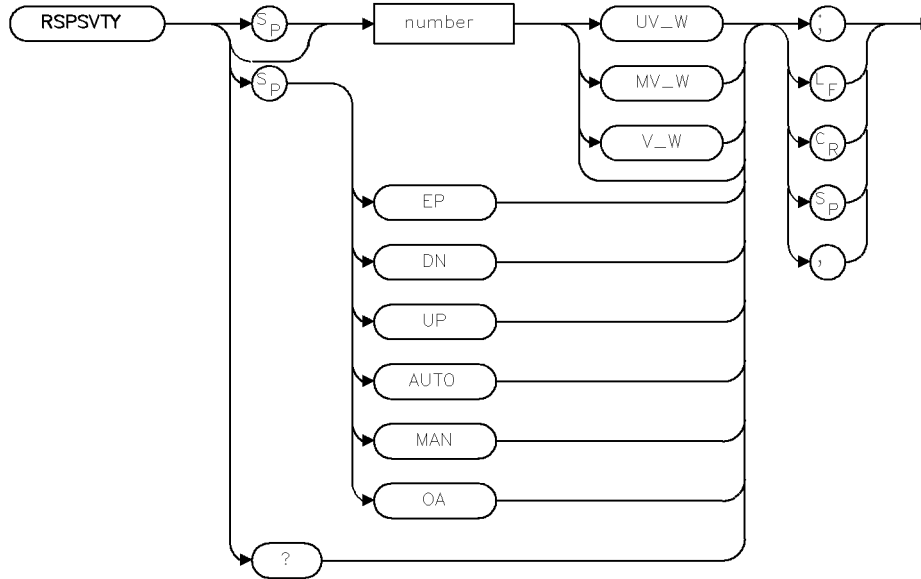 RSPSVTY SP number UV_W ;
MV_W LF
SP
V_W CR
EP SP
DN ,
UP
AUTO
MAN
OA
?